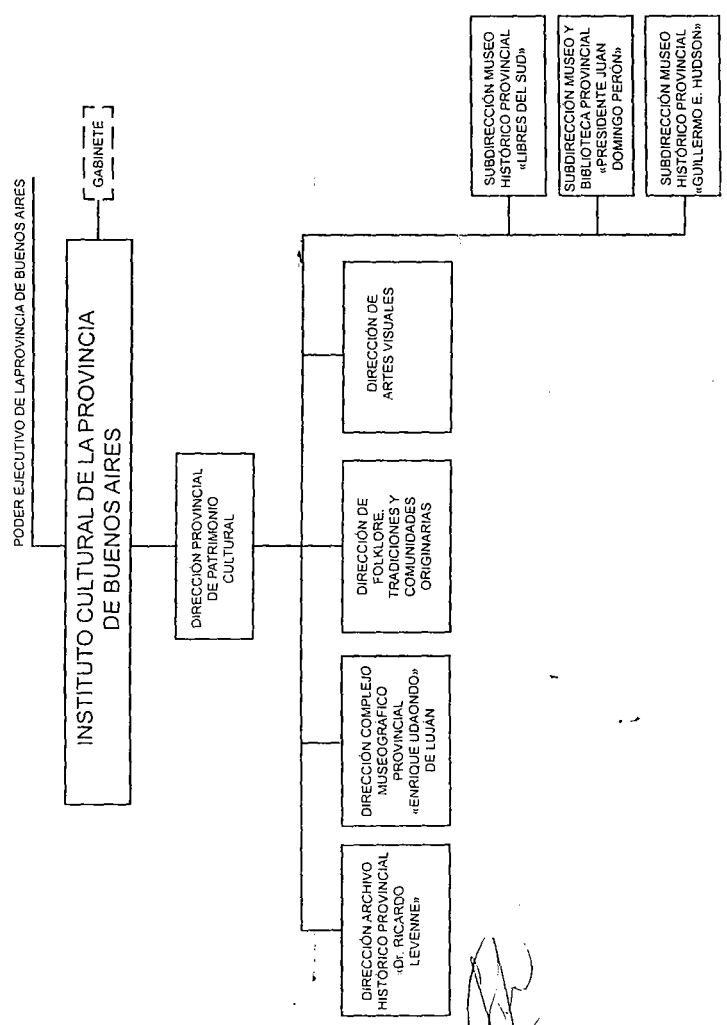 PODER EJECUTIVO DE LAPROVINCIA DE BUENOS AIRES
INSTITUTO CULTURAL DE LA PROVINCIA
DE BUENOS AIRES
GABINETE
DIRECCIÓN PROVINCIAL
DE PATRIMONIO
CULTURAL
DIRECCIÓN ARCHIVO
HISTÓRICO PROVINCIAL
«Dr. RICARDO
LEVENNE»
DIRECCIÓN COMPLEJO
MUSEOGRÁFICO
PROVINCIAL
«ENRIQUE UDAONDO»
DE LUJÁN
DIRECCIÓN DE
FOLKLORE,
TRADICIONES Y
COMUNIDADES
ORIGINARIAS
DIRECCIÓN DE
ARTES VISUALES
SUBDIRECCIÓN MUSEO
HISTÓRICO PROVINCIAL
«LIBRES DEL SUD»
SUBDIRECCIÓN MUSEO Y
BIBLIOTECA PROVINCIAL
«PRESIDENTE JUAN
DOMINGO PERÓN»
SUBDIRECCIÓN MUSEO
HISTÓRICO PROVINCIAL
«GUILLERMO E. HUDSON»